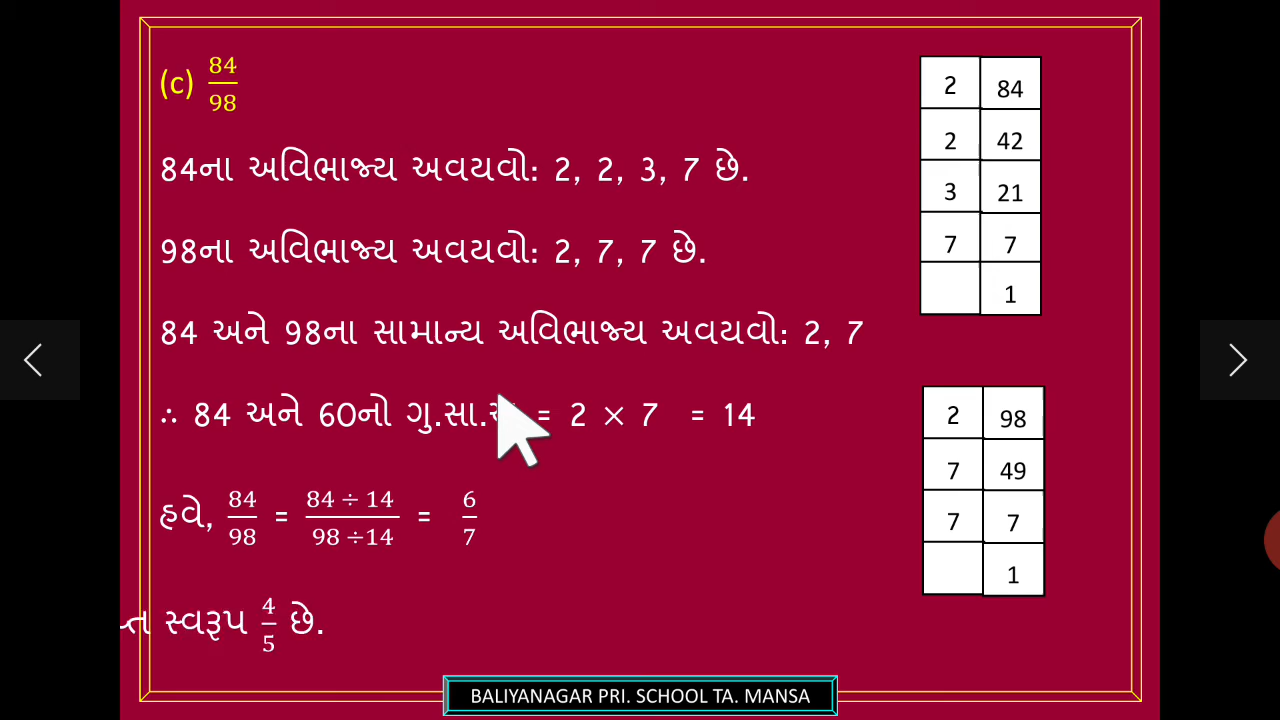 (c) 84/98
84ના અવિભાજ્ય અવયવો: 2, 2, 3, 7 છે.
98ના અવિભાજ્ય અવયવો: 2, 7, 7 છે.
84 અને 98ના સામાન્ય અવિભાજ્ય અવયવો: 2, 7
∴ 84 અને 60નો ગુ.સા. = 2 × 7 = 14
હવે, 84/98 = 84 ÷ 14/98 ÷14 = 6/7
સ્વરૂપ 4/5 છે.
2 84
2 42
3 21
7 7
1
2 98
7 49
7 7
1
BALIYANAGAR PRI. SCHOOL TA. MANSA